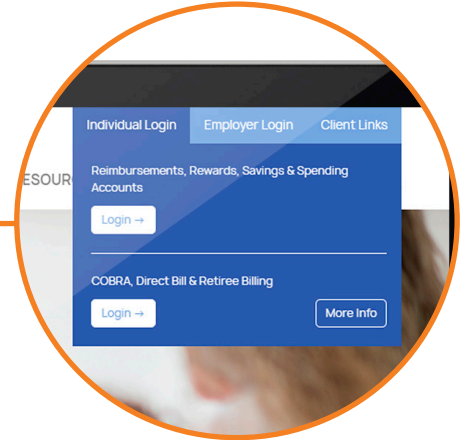 Individual Login Employer Login Client Links
ESOUR
Reimbursements, Rewards, Savings & Spending
Accounts
Login →
COBRA, Direct Bill & Retiree Billing
Login → More Info